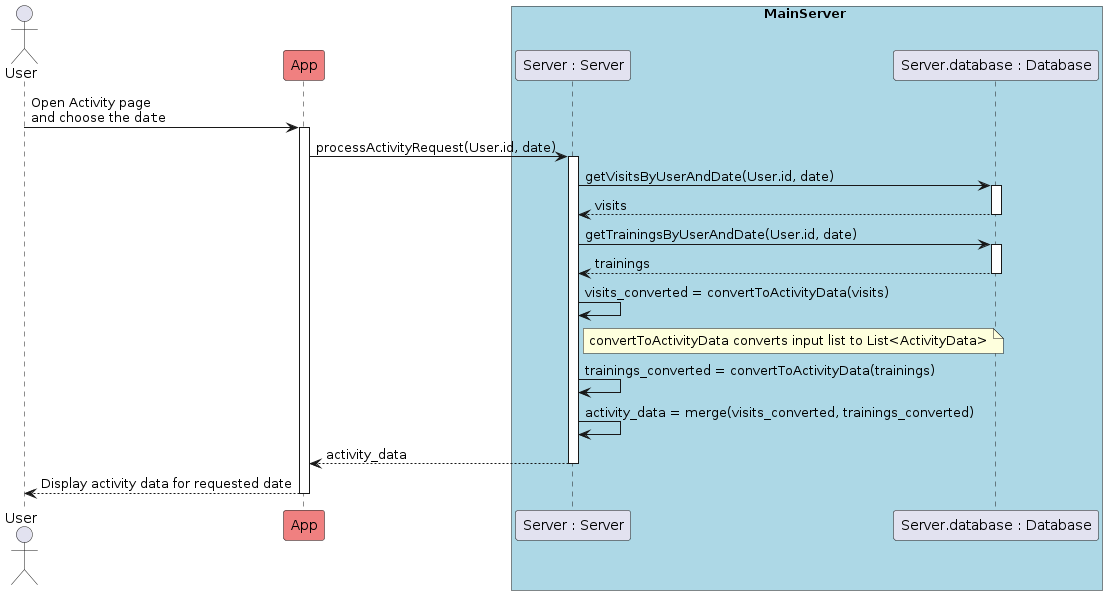 MainServer
User
App
Server : Server
Server.database : Database
Open Activity page
and choose the date
processActivityRequest(User.id, date)
getVisitsByUserAndDate(User.id, date)
visits
getTrainingsByUserAndDate(User.id, date)
trainings
visits_converted = convertToActivityData(visits)
convertToActivityData converts input list to List<ActivityData>
trainings_converted = convertToActivityData(trainings)
activity_data = merge(visits_converted, trainings_converted)
activity_data
Display activity data for requested date
User
App
Server : Server
Server.database : Database